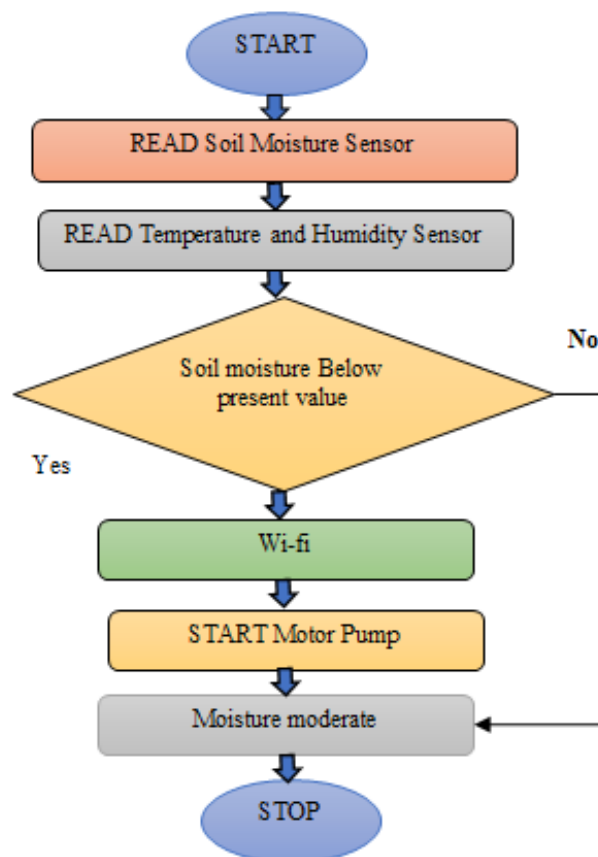 START
READ Soil Moisture Sensor
READ Temperature and Humidity Sensor
No
Soil moisture Below
present value
Yes
Wi-fi
START Motor Pump
Moisture moderate
STOP